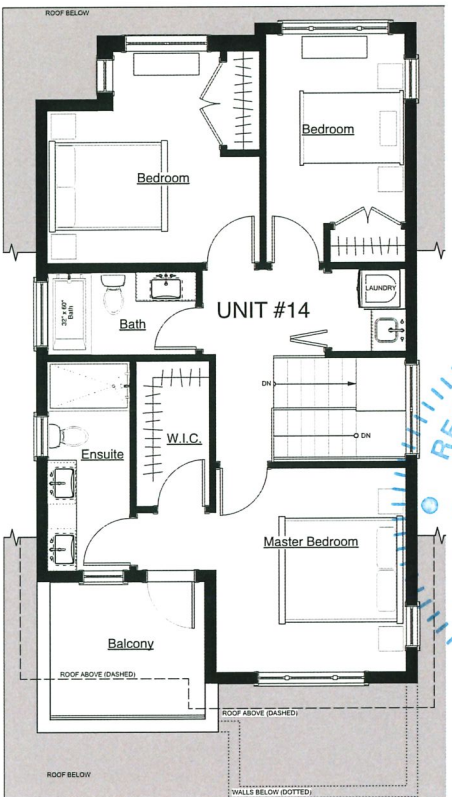 ROOF BELOW
Bedroom
Bedroom
LAUNDRY
32" x 60"
Bath
Bath
UNIT #14
DN
DN
W.I.C.
Ensuite
Master Bedroom
Balcony
ROOF ABOVE (DASHED)
ROOF ABOVE (DASHED)
ROOF BELOW
WALLS BELOW (DOTTED)
RE